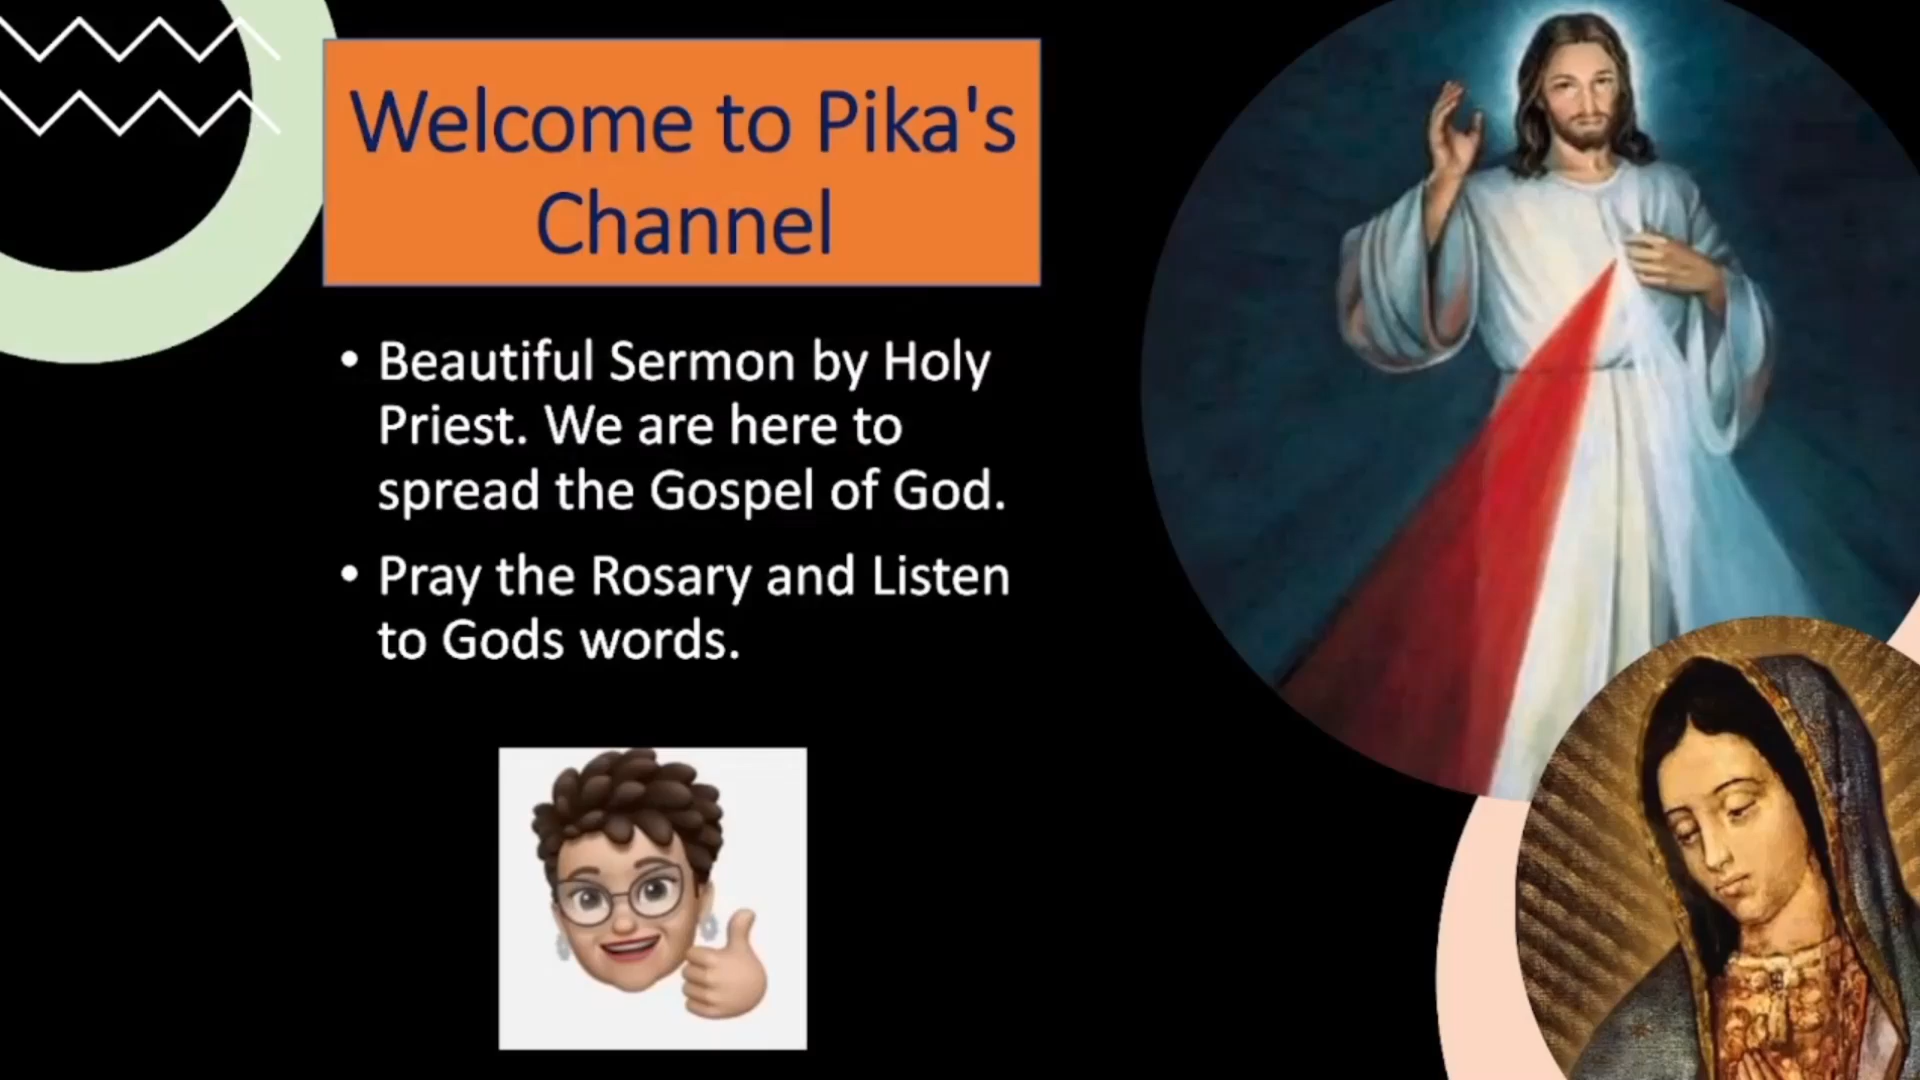 Welcome to Pika's
Channel
• Beautiful Sermon by Holy
Priest. We are here to
spread the Gospel of God.
• Pray the Rosary and Listen
to Gods words.